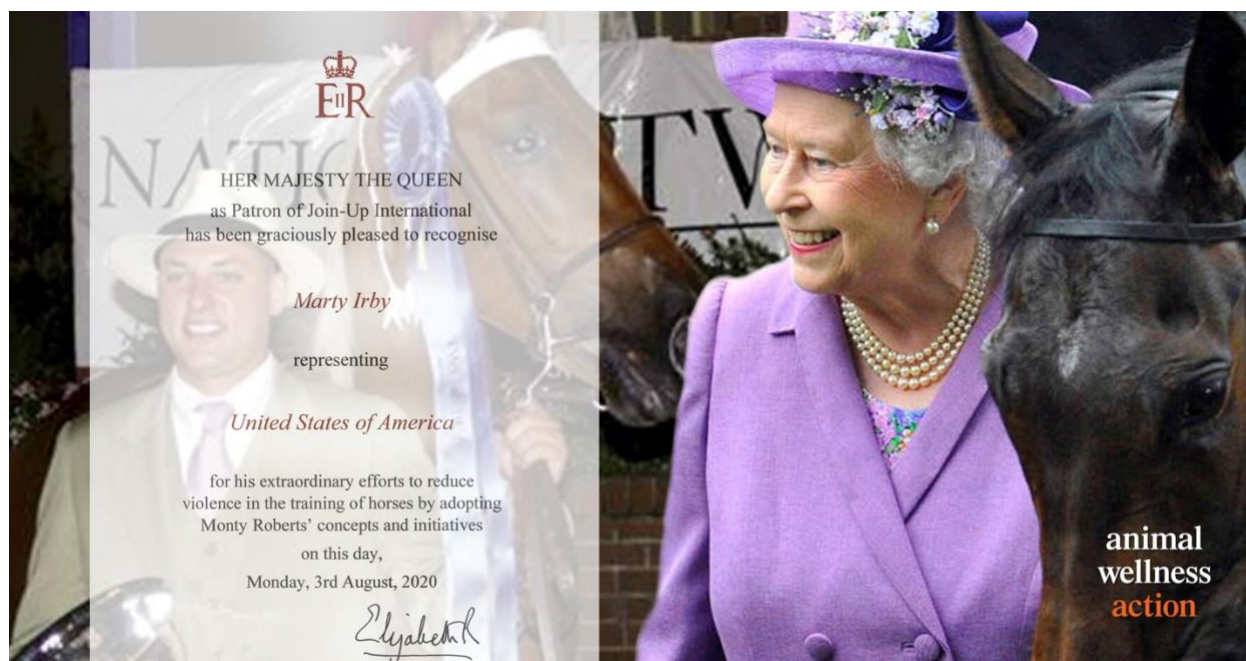 NATIO
TW
EIIR
HER MAJESTY THE QUEEN
as Patron of Join-Up International
has been graciously pleased to recognise
Marty Irby
representing
United States of America
for his extraordinary efforts to reduce
violence in the training of horses by adopting
Monty Roberts' concepts and initiatives
on this day,
Monday, 3rd August, 2020
Elizabeth R
animal
wellness
action